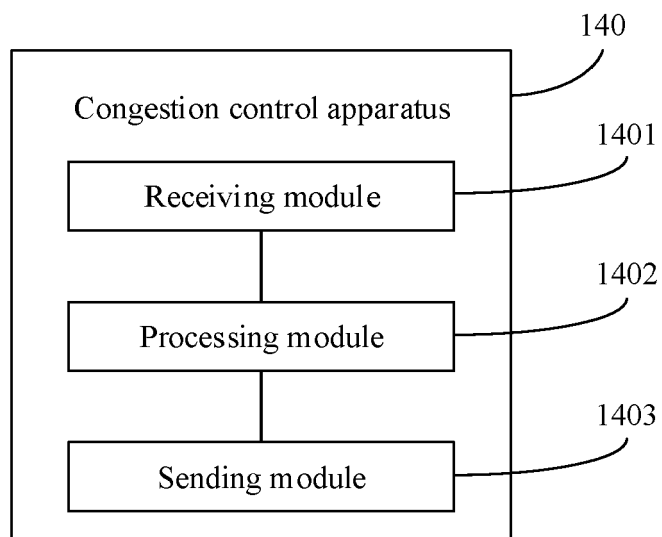 140
Congestion control apparatus
1401
Receiving module
1402
Processing module
1403
Sending module